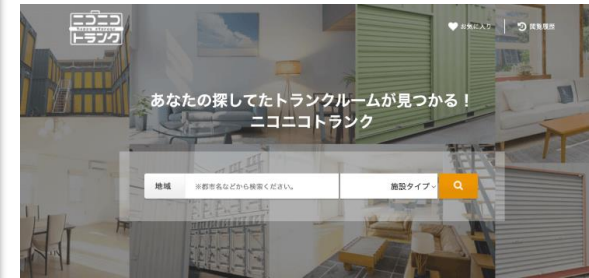 ニコニコ
トランク
お気に入り
閲覧履歴
あなたの探してたトランクルームが見つかる！
ニコニコトランク
地域
※都市名などから検索ください。
施設タイプ